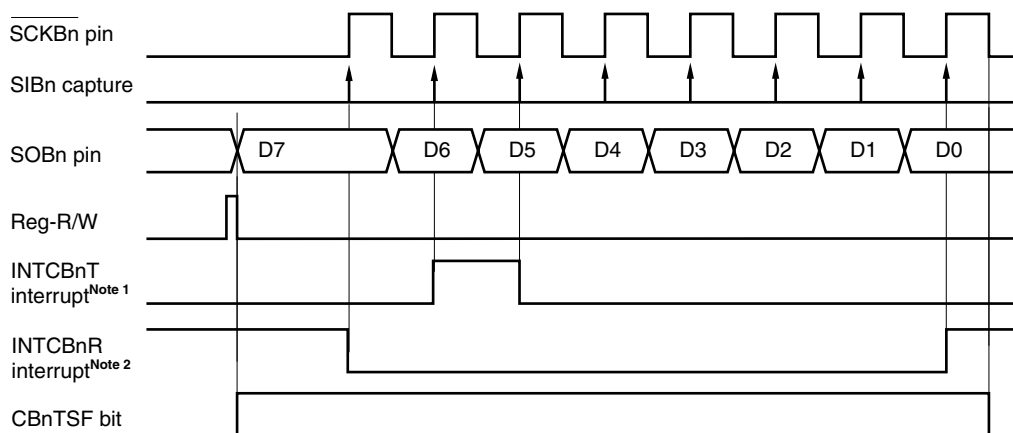 SCKBn pin
SIBn capture
SOBn pin
D7 D6 D5 D4 D3 D2 D1 D0
Reg-R/W
INTCBnT
interruptNote 1
INTCBnR
interruptNote 2
CBnTSF bit